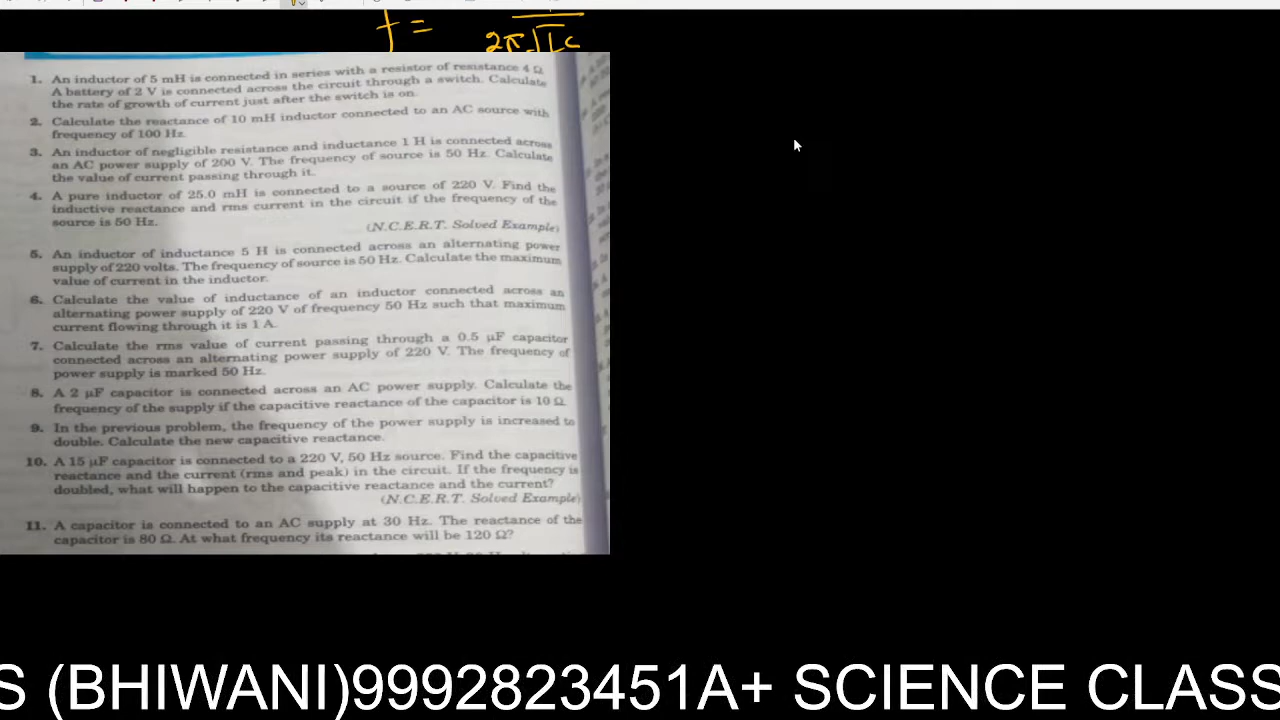 f =
2π√LC
1. An inductor of 5 mH is connected in series with a resistor of resistance 4 Ω.
A battery of 2 V is connected across the circuit through a switch. Calculate
the rate of growth of current just after the switch is on.
2. Calculate the reactance of 10 mH inductor connected to an AC source with
frequency of 100 Hz.
3. An inductor of negligible resistance and inductance 1 H is connected across
an AC power supply of 200 V. The frequency of source is 50 Hz. Calculate
the value of current passing through it.
4. A pure inductor of 25.0 mH is connected to a source of 220 V. Find the
inductive reactance and rms current in the circuit if the frequency of the
source is 50 Hz.
(N.C.E.R.T. Solved Example)
5. An inductor of inductance 5 H is connected across an alternating power
supply of 220 volts. The frequency of source is 50 Hz. Calculate the maximum
value of current in the inductor.
6. Calculate the value of inductance of an inductor connected across an
alternating power supply of 220 V of frequency 50 Hz such that maximum
current flowing through it is 1 A.
7. Calculate the rms value of current passing through a 0.5 µF capacitor
connected across an alternating power supply of 220 V. The frequency of
power supply is marked 50 Hz.
8. A 2 µF capacitor is connected across an AC power supply. Calculate the
frequency of the supply if the capacitive reactance of the capacitor is 10 Ω.
9. In the previous problem, the frequency of the power supply is increased to
double. Calculate the new capacitive reactance.
10. A 15 µF capacitor is connected to a 220 V, 50 Hz source. Find the capacitive
reactance and the current (rms and peak) in the circuit. If the frequency is
doubled, what will happen to the capacitive reactance and the current?
(N.C.E.R.T. Solved Example)
11. A capacitor is connected to an AC supply at 30 Hz. The reactance of the
capacitor is 80 Ω. At what frequency its reactance will be 120 Ω?
S (BHIWANI)9992823451A+ SCIENCE CLASS